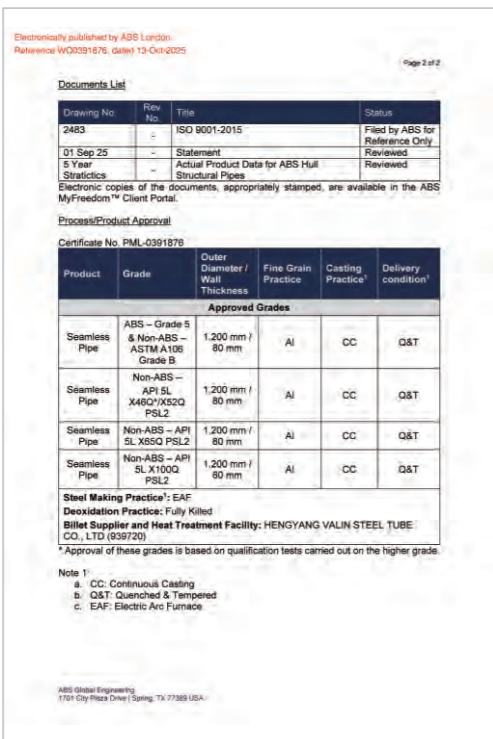 Electronically published by ABS London.
Reference WO0391876, dated 13-Oct-2025
Page 2 of 2
Documents List
Drawing No. Rev. No. Title Status
2483 - ISO 9001-2015 Filed by ABS for Reference Only
01 Sep 25 - Statement Reviewed
5 Year Stratictics - Actual Product Data for ABS Hull Structural Pipes Reviewed
Electronic copies of the documents, appropriately stamped, are available in the ABS
MyFreedom™ Client Portal.
Process/Product Approval
Certificate No. PML-0391876
Product Grade Outer Diameter / Wall Thickness Fine Grain Practice Casting Practice¹ Delivery condition¹
Approved Grades
Seamless Pipe ABS – Grade 5 & Non-ABS – ASTM A106 Grade B 1,200 mm / 80 mm Al CC Q&T
Seamless Pipe Non-ABS – API 5L X46Q*/X52Q PSL2 1,200 mm / 80 mm Al CC Q&T
Seamless Pipe Non-ABS – API 5L X65Q PSL2 1,200 mm / 80 mm Al CC Q&T
Seamless Pipe Non-ABS – API 5L X100Q PSL2 1,200 mm / 80 mm Al CC Q&T
Steel Making Practice¹: EAF
Deoxidation Practice: Fully Killed
Billet Supplier and Heat Treatment Facility: HENGYANG VALIN STEEL TUBE
CO., LTD (939720)
* Approval of these grades is based on qualification tests carried out on the higher grade.
Note 1
a. CC: Continuous Casting
b. Q&T: Quenched & Tempered
c. EAF: Electric Arc Furnace
ABS Global Engineering
1701 City Plaza Drive | Spring, TX 77389 USA